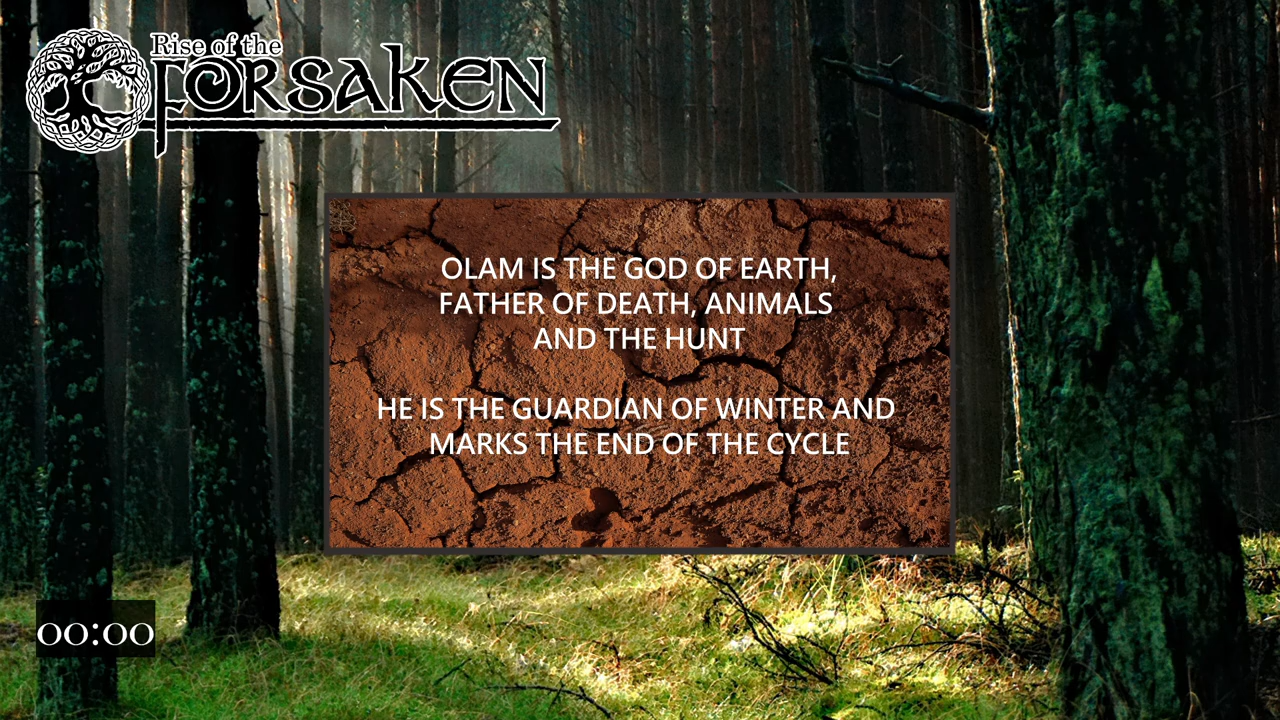 Rise of the
FORSAKEN
OLAM IS THE GOD OF EARTH,
FATHER OF DEATH, ANIMALS
AND THE HUNT
HE IS THE GUARDIAN OF WINTER AND
MARKS THE END OF THE CYCLE
00:00